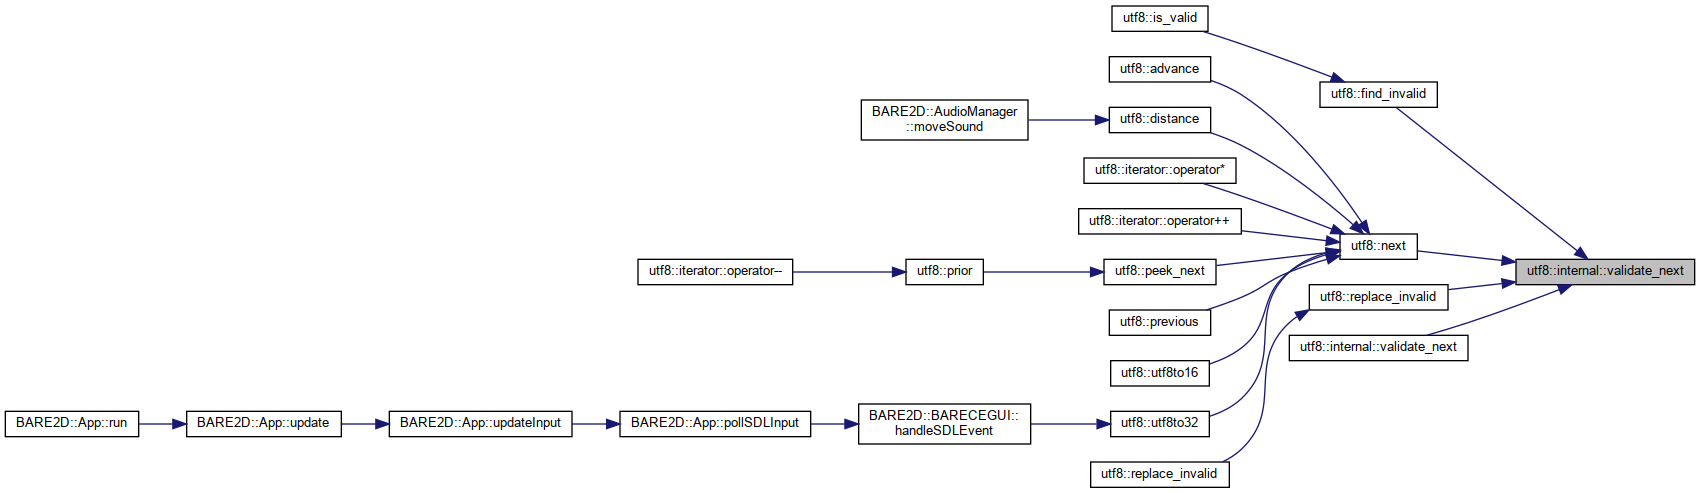 utf8::is_valid
utf8::advance
utf8::find_invalid
BARE2D::AudioManager
::moveSound
utf8::distance
utf8::iterator::operator*
utf8::iterator::operator++
utf8::next
utf8::iterator::operator--
utf8::prior
utf8::peek_next
utf8::internal::validate_next
utf8::replace_invalid
utf8::previous
utf8::internal::validate_next
utf8::utf8to16
BARE2D::App::run
BARE2D::App::update
BARE2D::App::updateInput
BARE2D::App::pollSDLInput
BARE2D::BARECEGUI::
handleSDLEvent
utf8::utf8to32
utf8::replace_invalid